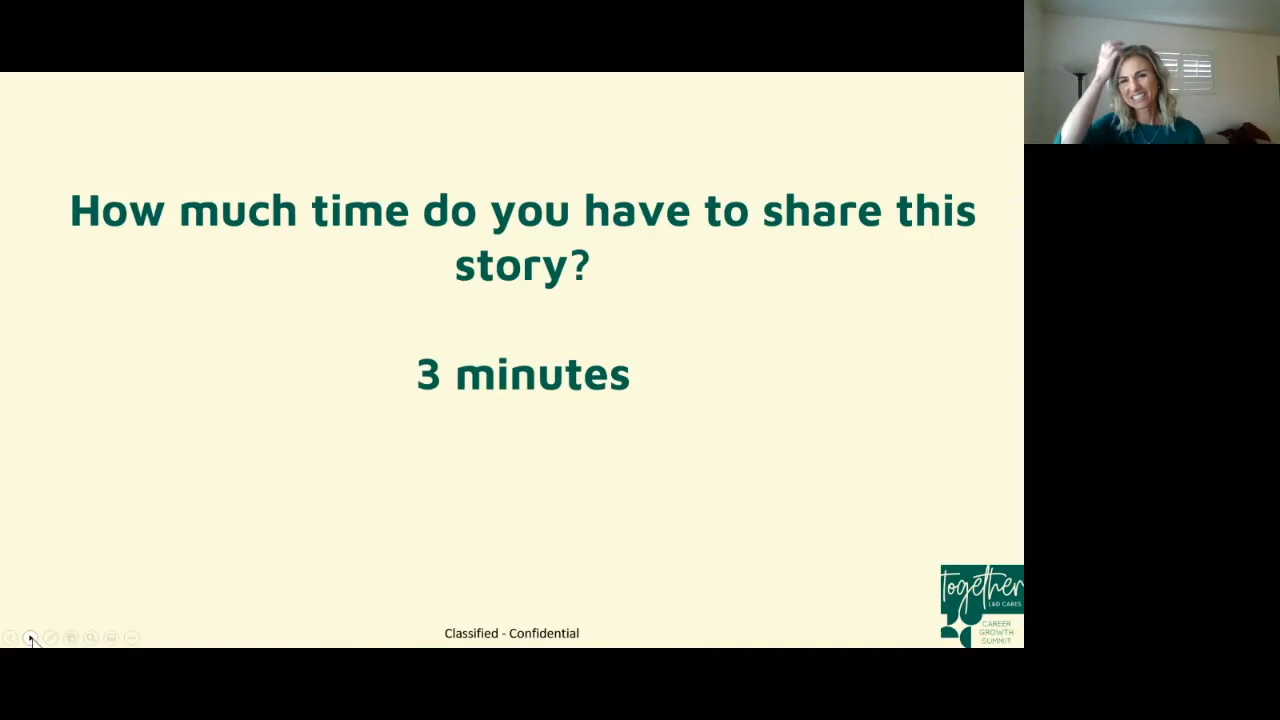 How much time do you have to share this
story?
3 minutes
together
L&D CARES
CAREER
GROWTH
SUMMIT
Classified - Confidential